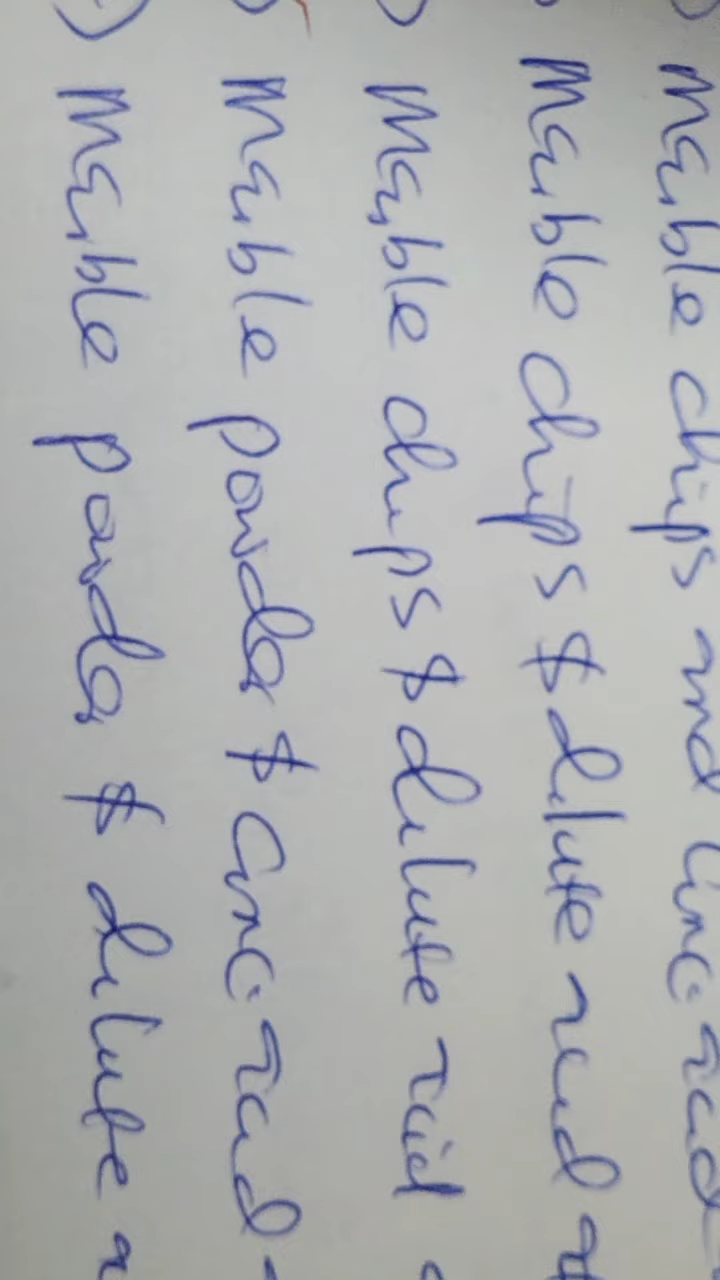 ) Marble chips and Conc. acid
Marble chips & dilute acid
) Marble chips & dilute acid
) Marble powder & Conc. acid -
) Marble powder & dilute